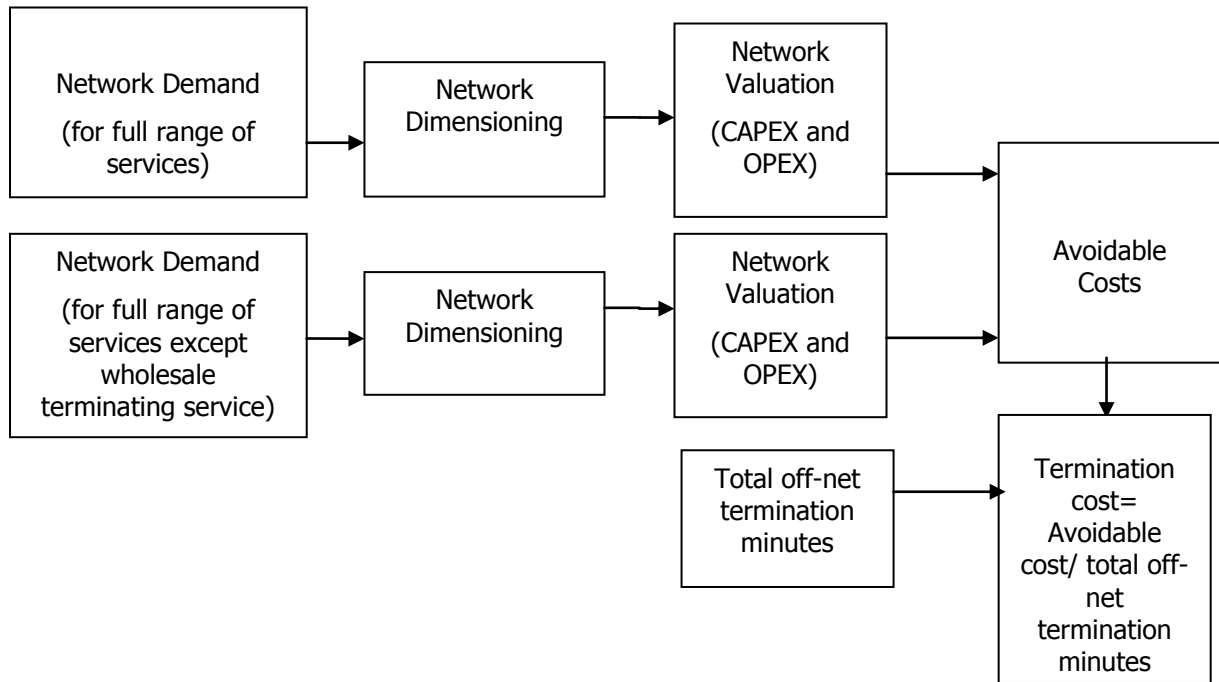 Network Demand
(for full range of
services)
Network
Dimensioning
Network
Valuation
(CAPEX and
OPEX)
Network Demand
(for full range of
services except
wholesale
terminating service)
Network
Dimensioning
Network
Valuation
(CAPEX and
OPEX)
Avoidable
Costs
Total off-net
termination
minutes
Termination
cost=
Avoidable
cost/ total off-
net
termination
minutes